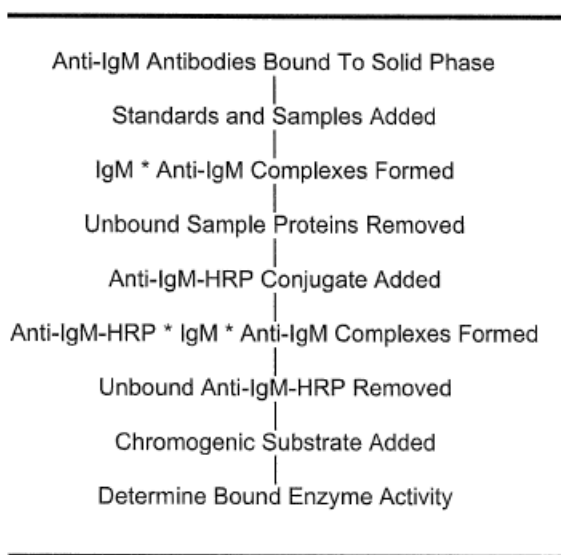 Anti-IgM Antibodies Bound To Solid Phase
Standards and Samples Added
IgM * Anti-IgM Complexes Formed
Unbound Sample Proteins Removed
Anti-IgM-HRP Conjugate Added
Anti-IgM-HRP * IgM * Anti-IgM Complexes Formed
Unbound Anti-IgM-HRP Removed
Chromogenic Substrate Added
Determine Bound Enzyme Activity